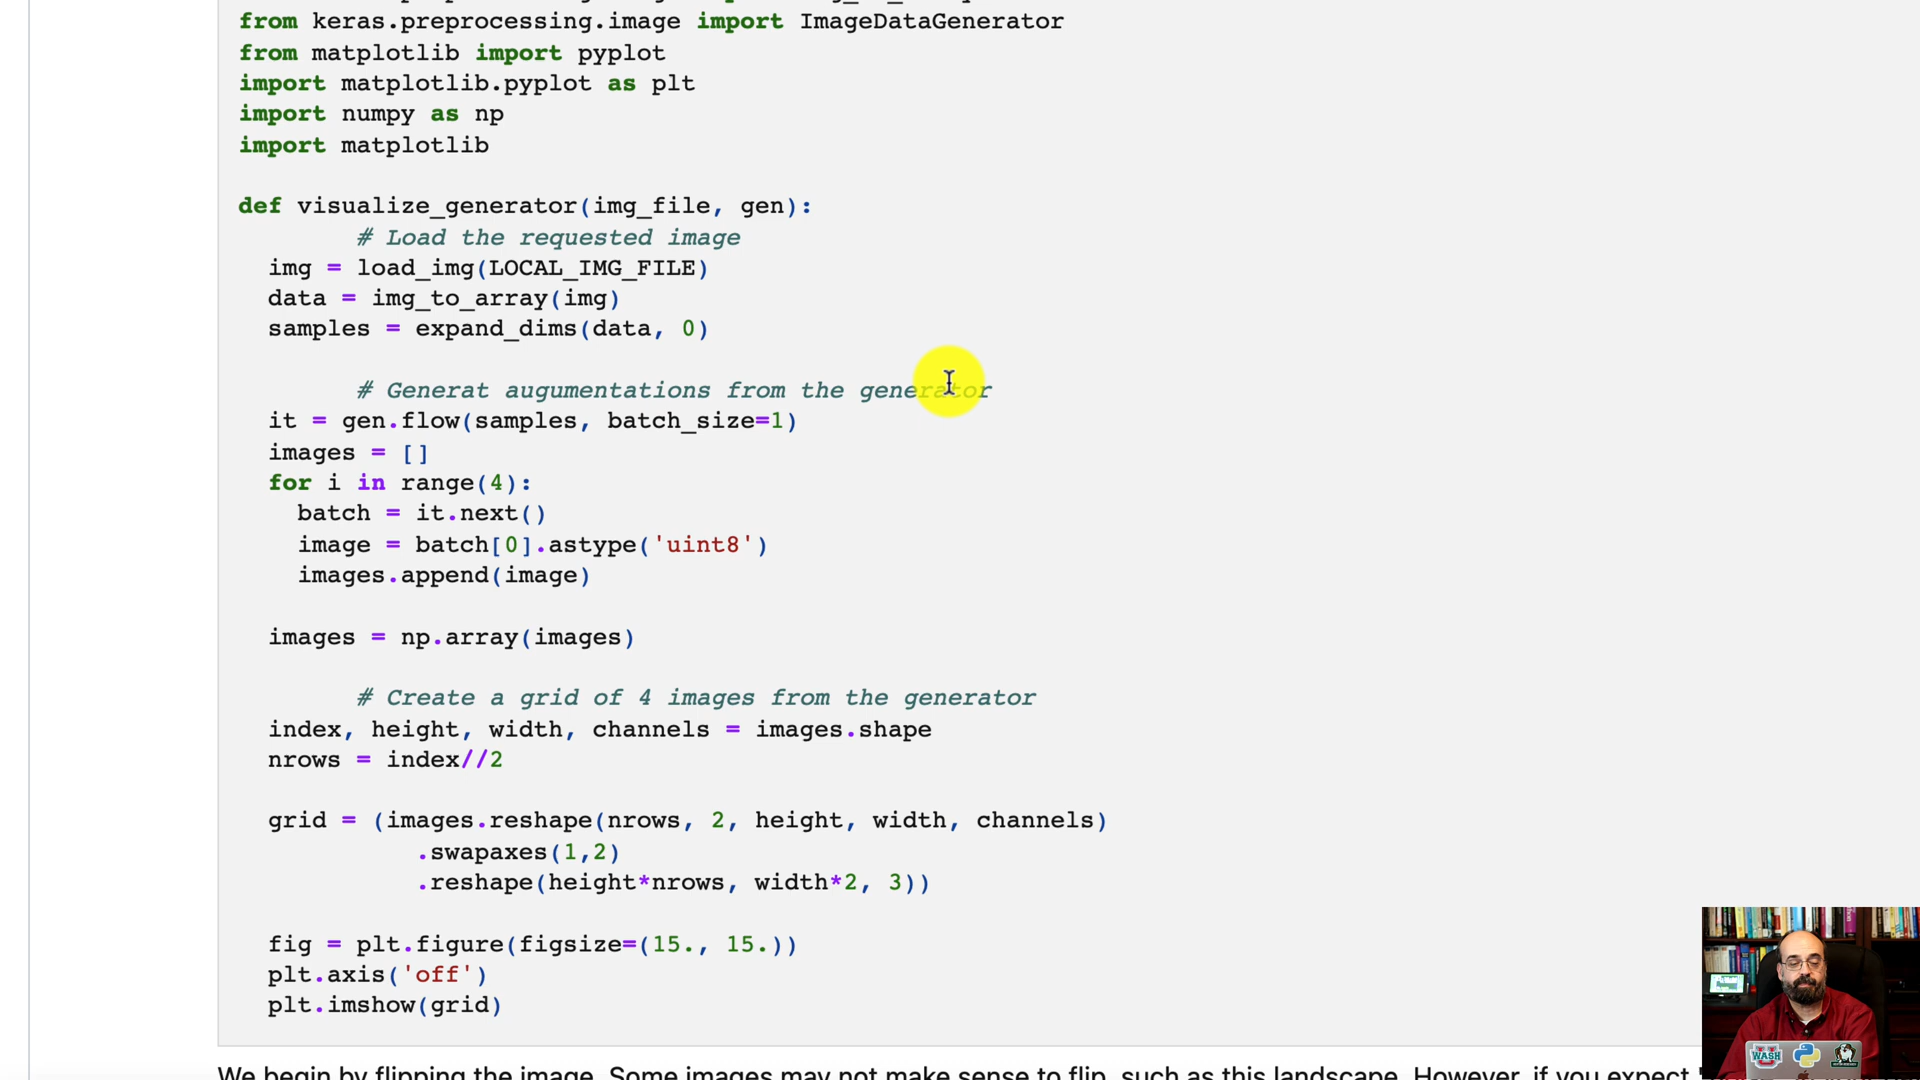 from keras.preprocessing.image import ImageDataGenerator
from matplotlib import pyplot
import matplotlib.pyplot as plt
import numpy as np
import matplotlib
def visualize_generator(img_file, gen):
# Load the requested image
img = load_img(LOCAL_IMG_FILE)
data = img_to_array(img)
samples = expand_dims(data, 0)
# Generat augumentations from the generator
it = gen.flow(samples, batch_size=1)
images = []
for i in range(4):
batch = it.next()
image = batch[0].astype('uint8')
images.append(image)
images = np.array(images)
# Create a grid of 4 images from the generator
index, height, width, channels = images.shape
nrows = index//2
grid = (images.reshape(nrows, 2, height, width, channels)
.swapaxes(1,2)
.reshape(height*nrows, width*2, 3))
fig = plt.figure(figsize=(15., 15.))
plt.axis('off')
plt.imshow(grid)
We begin by flipping the image. Some images may not make sense to flip, such as this landscape. However, if you expect
WASH